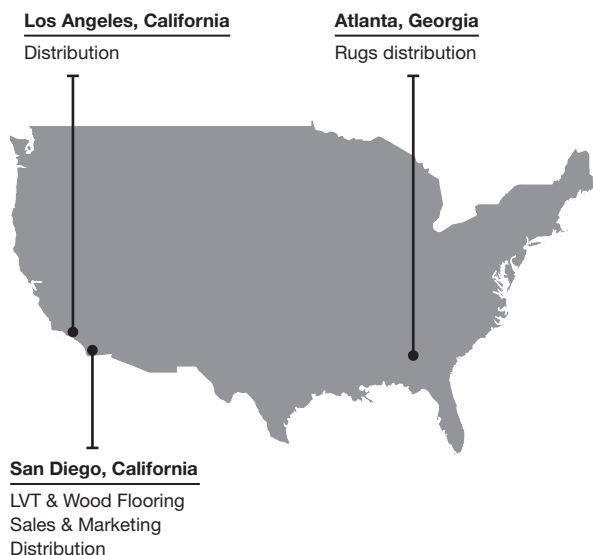 Los Angeles, California
Distribution
Atlanta, Georgia
Rugs distribution
San Diego, California
LVT & Wood Flooring
Sales & Marketing
Distribution